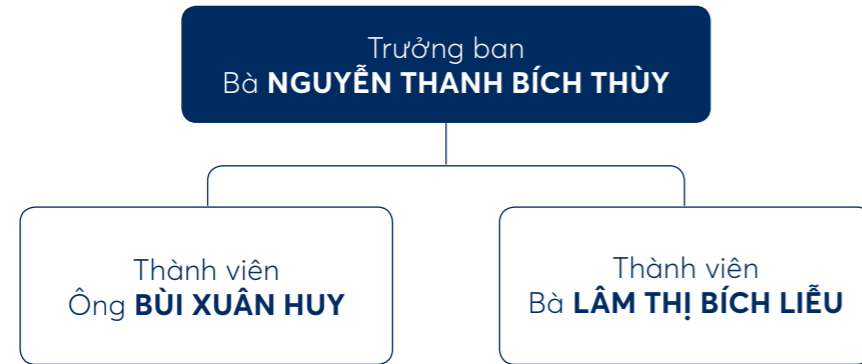 Trưởng ban
Bà NGUYỄN THANH BÍCH THÙY
Thành viên
Ông BÙI XUÂN HUY
Thành viên
Bà LÂM THỊ BÍCH LIỄU